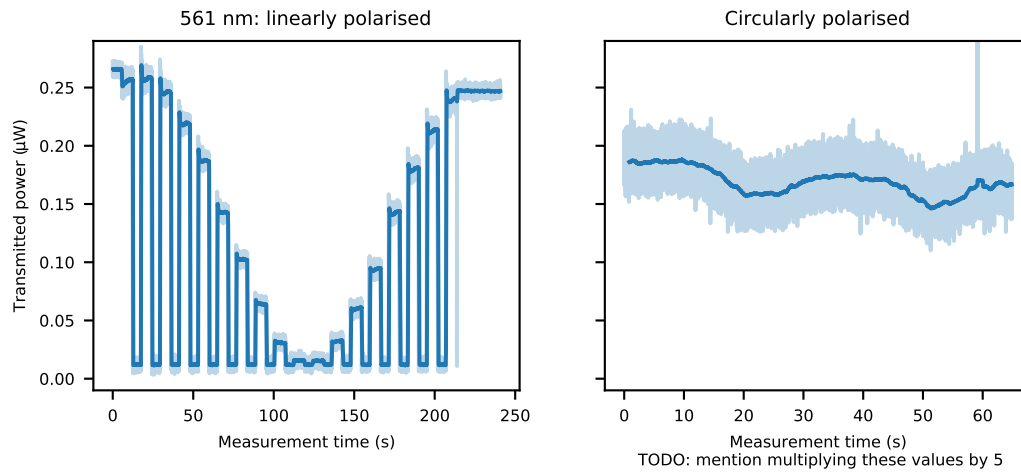 561 nm: linearly polarised
Circularly polarised
Transmitted power (µW)
0.25
0.20
0.15
0.10
0.05
0.00
0 50 100 150 200 250
0 10 20 30 40 50 60
Measurement time (s)
Measurement time (s)
TODO: mention multiplying these values by 5